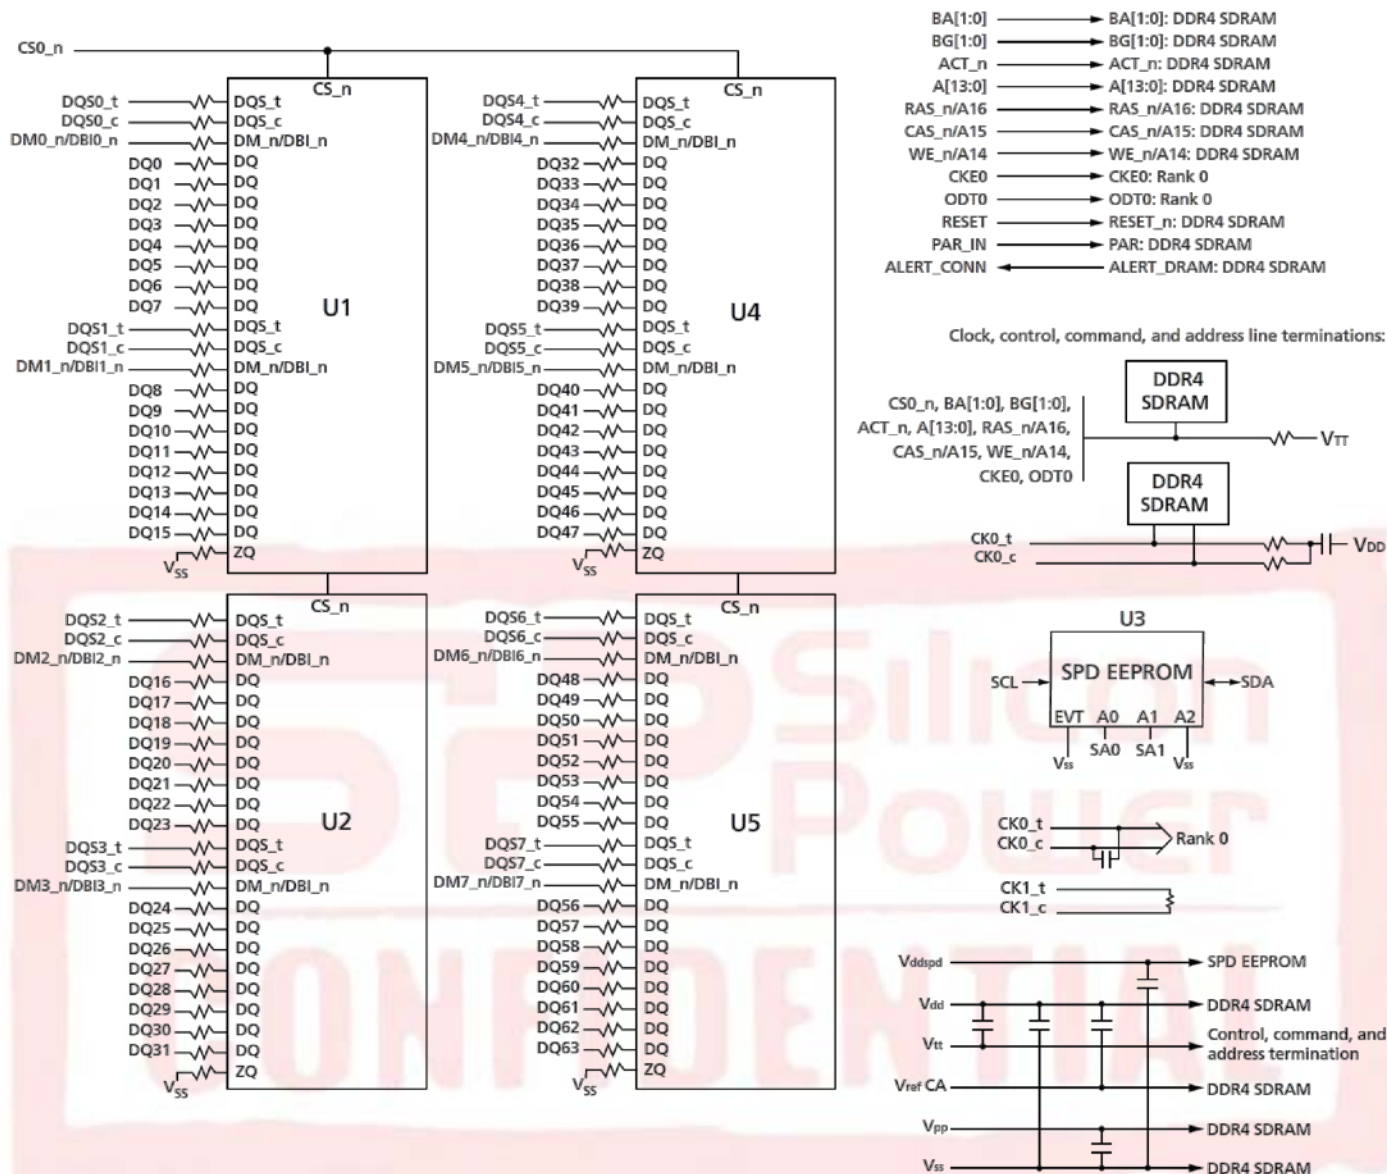 CS0_n
CS_n
DQS0_t DQS_t
DQS0_c DQS_c
DM0_n/DBI0_n DM_n/DBI_n
DQ0 DQ
DQ1 DQ
DQ2 DQ
DQ3 DQ
DQ4 DQ
DQ5 DQ
DQ6 DQ
DQ7 DQ
U1
DQS1_t DQS_t
DQS1_c DQS_c
DM1_n/DBI1_n DM_n/DBI_n
DQ8 DQ
DQ9 DQ
DQ10 DQ
DQ11 DQ
DQ12 DQ
DQ13 DQ
DQ14 DQ
DQ15 DQ
VSS ZQ
CS_n
DQS2_t DQS_t
DQS2_c DQS_c
DM2_n/DBI2_n DM_n/DBI_n
DQ16 DQ
DQ17 DQ
DQ18 DQ
DQ19 DQ
DQ20 DQ
DQ21 DQ
DQ22 DQ
DQ23 DQ
U2
DQS3_t DQS_t
DQS3_c DQS_c
DM3_n/DBI3_n DM_n/DBI_n
DQ24 DQ
DQ25 DQ
DQ26 DQ
DQ27 DQ
DQ28 DQ
DQ29 DQ
DQ30 DQ
DQ31 DQ
VSS ZQ
CS_n
DQS4_t DQS_t
DQS4_c DQS_c
DM4_n/DBI4_n DM_n/DBI_n
DQ32 DQ
DQ33 DQ
DQ34 DQ
DQ35 DQ
DQ36 DQ
DQ37 DQ
DQ38 DQ
DQ39 DQ
U4
DQS5_t DQS_t
DQS5_c DQS_c
DM5_n/DBI5_n DM_n/DBI_n
DQ40 DQ
DQ41 DQ
DQ42 DQ
DQ43 DQ
DQ44 DQ
DQ45 DQ
DQ46 DQ
DQ47 DQ
VSS ZQ
CS_n
DQS6_t DQS_t
DQS6_c DQS_c
DM6_n/DBI6_n DM_n/DBI_n
DQ48 DQ
DQ49 DQ
DQ50 DQ
DQ51 DQ
DQ52 DQ
DQ53 DQ
DQ54 DQ
DQ55 DQ
U5
DQS7_t DQS_t
DQS7_c DQS_c
DM7_n/DBI7_n DM_n/DBI_n
DQ56 DQ
DQ57 DQ
DQ58 DQ
DQ59 DQ
DQ60 DQ
DQ61 DQ
DQ62 DQ
DQ63 DQ
VSS ZQ
BA[1:0] BA[1:0]: DDR4 SDRAM
BG[1:0] BG[1:0]: DDR4 SDRAM
ACT_n ACT_n: DDR4 SDRAM
A[13:0] A[13:0]: DDR4 SDRAM
RAS_n/A16 RAS_n/A16: DDR4 SDRAM
CAS_n/A15 CAS_n/A15: DDR4 SDRAM
WE_n/A14 WE_n/A14: DDR4 SDRAM
CKE0 CKE0: Rank 0
ODT0 ODT0: Rank 0
RESET RESET_n: DDR4 SDRAM
PAR_IN PAR: DDR4 SDRAM
ALERT_CONN ALERT_DRAM: DDR4 SDRAM
Clock, control, command, and address line terminations:
DDR4
SDRAM
CS0_n, BA[1:0], BG[1:0],
ACT_n, A[13:0], RAS_n/A16,
CAS_n/A15, WE_n/A14,
CKE0, ODT0
VTT
DDR4
SDRAM
CK0_t
CK0_c
VDD
U3
SPD EEPROM
SCL SDA
EVT A0 A1 A2
Vss SA0 SA1 Vss
CK0_t
CK0_c
Rank 0
CK1_t
CK1_c
Vddspd SPD EEPROM
Vdd DDR4 SDRAM
Vtt Control, command, and
address termination
Vref CA DDR4 SDRAM
Vpp DDR4 SDRAM
Vss DDR4 SDRAM
SP Silicon
Power
CONFIDENTIAL